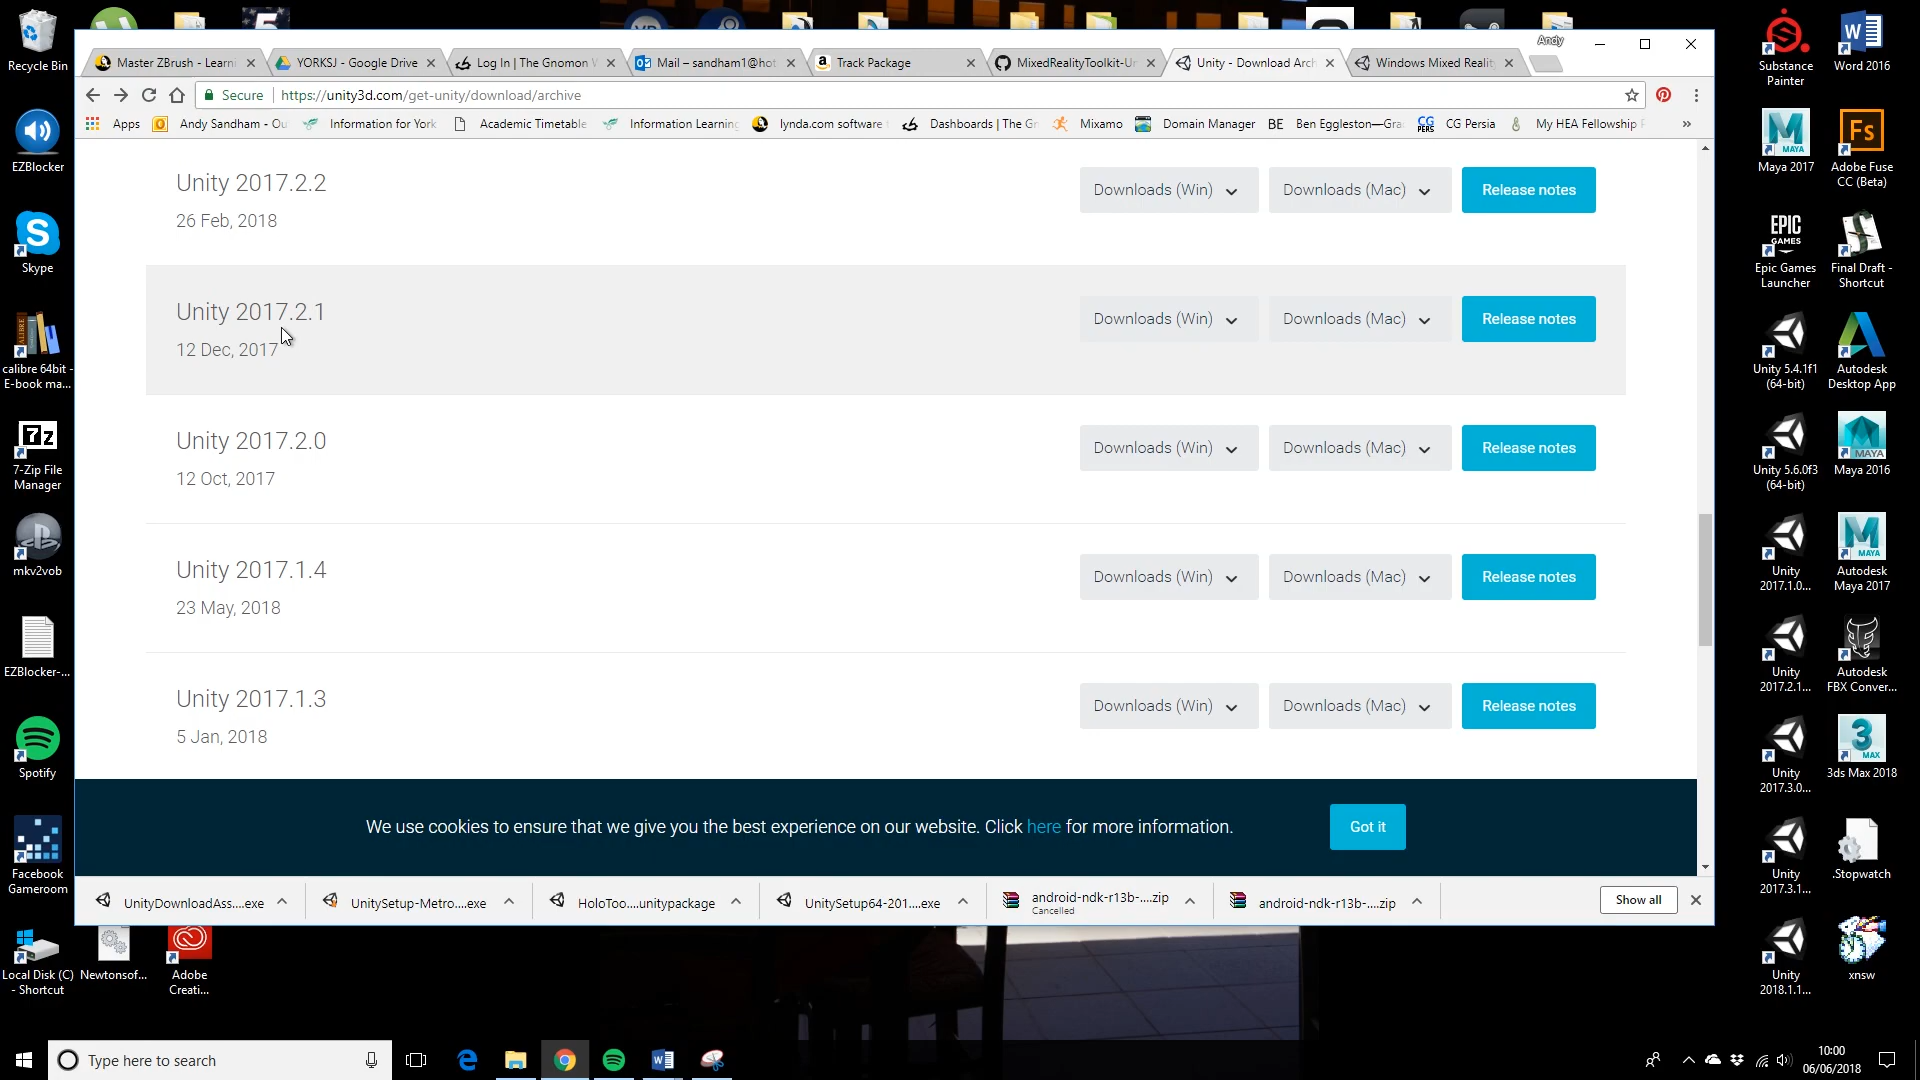 Recycle Bin
EZBlocker
Skype
calibre 64bit -
E-book ma...
7-Zip File
Manager
mkv2vob
EZBlocker-...
Spotify
Facebook
Gameroom
Local Disk (C)
- Shortcut
Newtonsof...
Adobe
Creati...
Andy
Master ZBrush - Learn
YORKSJ - Google Drive
Log In | The Gnomon
Mail – sandham1@hot
Track Package
MixedRealityToolkit-Un
Unity - Download Arch
Windows Mixed Realit
Secure
https://unity3d.com/get-unity/download/archive
Apps
Andy Sandham - Ou
Information for York
Academic Timetable
Information Learning
lynda.com software
Dashboards | The Gn
Mixamo
Domain Manager
BE Ben Eggleston—Gra
CG Persia
My HEA Fellowship
Unity 2017.2.2
26 Feb, 2018
Downloads (Win)
Downloads (Mac)
Release notes
Unity 2017.2.1
12 Dec, 2017
Downloads (Win)
Downloads (Mac)
Release notes
Unity 2017.2.0
12 Oct, 2017
Downloads (Win)
Downloads (Mac)
Release notes
Unity 2017.1.4
23 May, 2018
Downloads (Win)
Downloads (Mac)
Release notes
Unity 2017.1.3
5 Jan, 2018
Downloads (Win)
Downloads (Mac)
Release notes
We use cookies to ensure that we give you the best experience on our website. Click here for more information.
Got it
UnityDownloadAss....exe
UnitySetup-Metro....exe
HoloToo....unitypackage
UnitySetup64-201....exe
android-ndk-r13b-....zip
Cancelled
android-ndk-r13b-....zip
Show all
Substance
Painter
Word 2016
Maya 2017
Adobe Fuse
CC (Beta)
Epic Games
Launcher
Final Draft -
Shortcut
Unity 5.4.1f1
(64-bit)
Autodesk
Desktop App
Unity 5.6.0f3
(64-bit)
Maya 2016
Unity
2017.1.0...
Autodesk
Maya 2017
Unity
2017.2.1...
Autodesk
FBX Conver...
Unity
2017.3.0...
3ds Max 2018
Unity
2017.3.1...
.Stopwatch
Unity
2018.1.1...
xnsw
Type here to search
10:00
06/06/2018